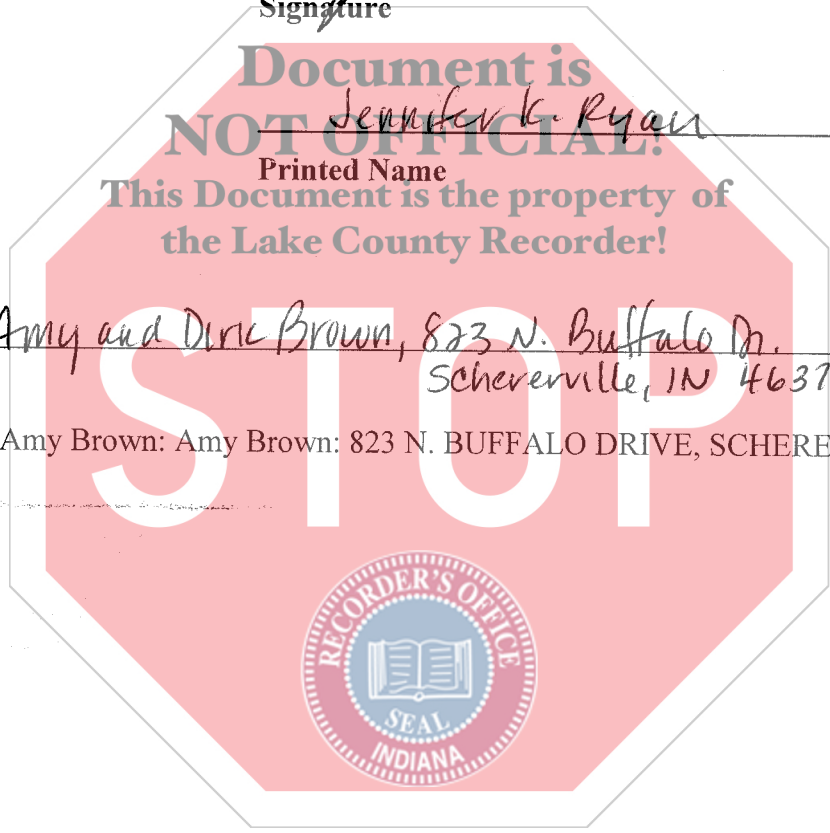 Signature
Document is
Jennifer K. Ryan
NOT OFFICIAL!
Printed Name
This Document is the property of
the Lake County Recorder!
Amy and Diric Brown, 823 N. Buffalo Dr.
Schererville, IN 4637
Amy Brown: Amy Brown: 823 N. BUFFALO DRIVE, SCHERE
STOP
RECORDER'S OFFICE
SEAL
INDIANA